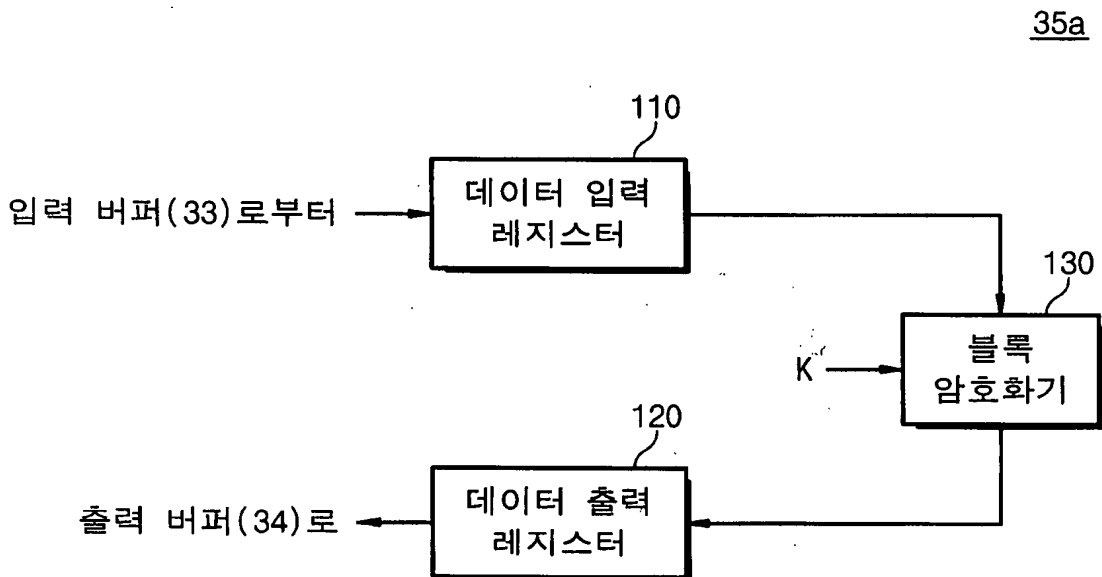 35a
110
입력 버퍼(33)로부터
데이터 입력
레지스터
130
K
블록
암호화기
120
출력 버퍼(34)로
데이터 출력
레지스터